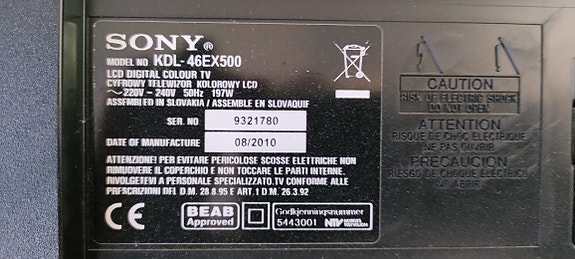 SONY®
MODEL NO KDL-46EX500
LCD DIGITAL COLOUR TV
CYFROWY TELEWIZOR KOLOROWY LCD
~220V - 240V 50Hz 197W
ASSEMBLED IN SLOVAKIA / ASSEMBLE EN SLOVAQUIE
SER. NO 9321780
DATE OF MANUFACTURE 08/2010
ATTENZIONE! PER EVITARE PERICOLOSE SCOSSE ELETTRICHE NON
RIMUOVERE IL COPERCHIO E NON TOCCARE LE PARTI INTERNE.
RIVOLGETEVI A PERSONALE SPECIALIZZATO.TV CONFORME ALLE
PRESCRIZIONI DEL D.M. 28.8.95 E ART.1 D.M. 26.3.92
CE
BEAB
Approved
Godkjenningsnummer
5443001 NTV
CAUTION
RISK OF ELECTRIC SHOCK
DO NOT OPEN
ATTENTION
RISQUE DE CHOC ELECTRIQUE
NE PAS OUVRIR
PRECAUCION
RIESGO DE CHOQUE ELECTRICO
NO ABRIR